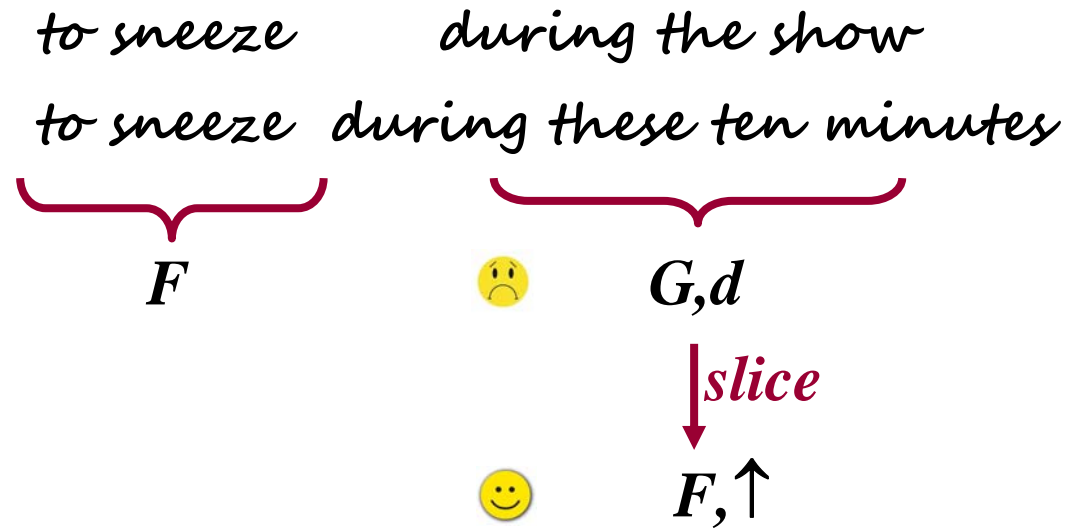 to sneeze during the show
to sneeze during these ten minutes
F G,d
slice
F,↑